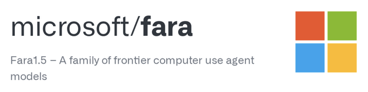 microsoft/fara
Fara1.5 – A family of frontier computer use agent
models